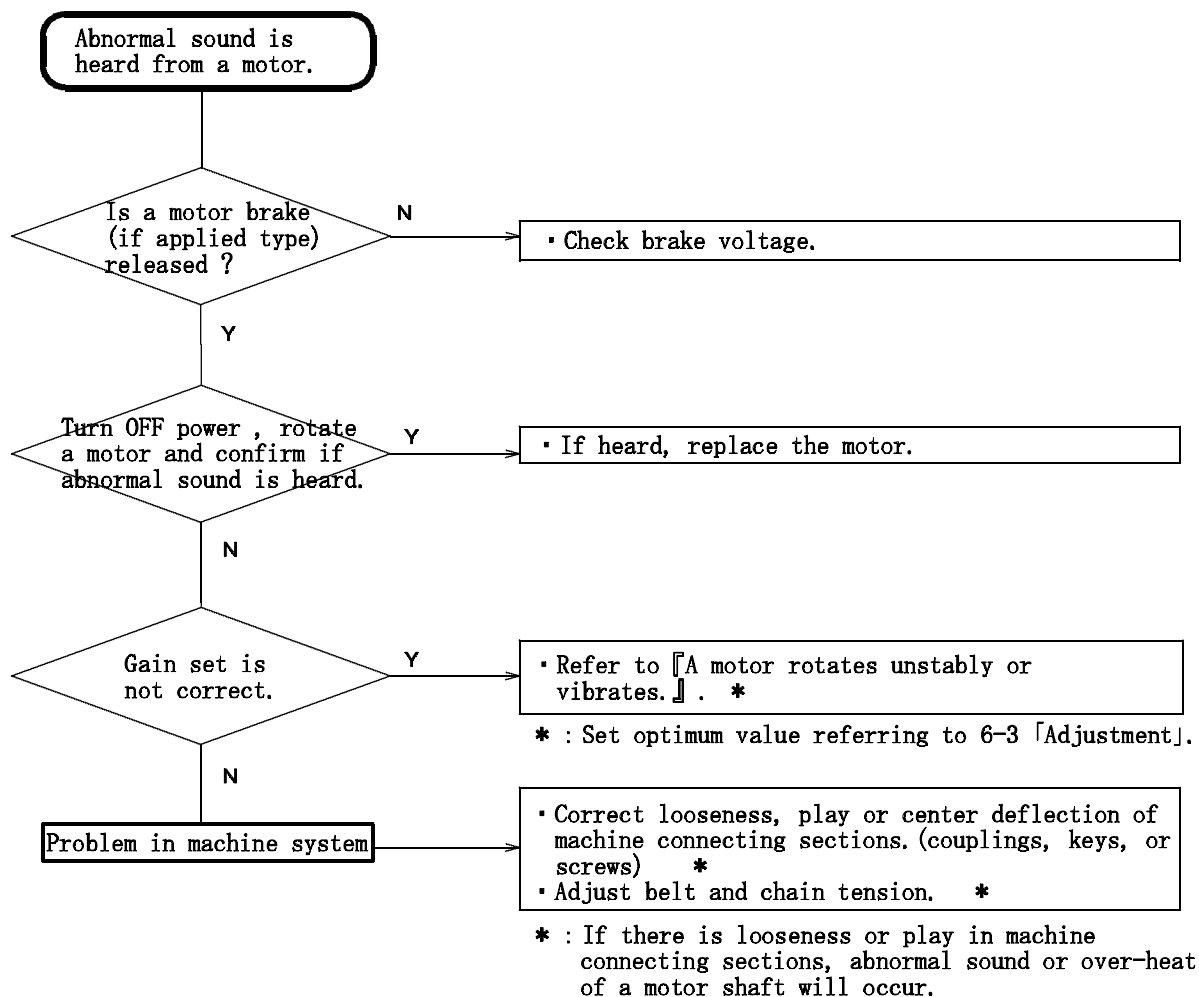 Abnormal sound is
heard from a motor.
Is a motor brake
(if applied type)
released ?
N
・Check brake voltage.
Y
Turn OFF power , rotate
a motor and confirm if
abnormal sound is heard.
Y
・If heard, replace the motor.
N
Gain set is
not correct.
Y
・Refer to『A motor rotates unstably or
vibrates.』. *
* : Set optimum value referring to 6-3「Adjustment」.
N
Problem in machine system
・Correct looseness, play or center deflection of
machine connecting sections. (couplings, keys, or
screws) *
・Adjust belt and chain tension. *
* : If there is looseness or play in machine
connecting sections, abnormal sound or over-heat
of a motor shaft will occur.